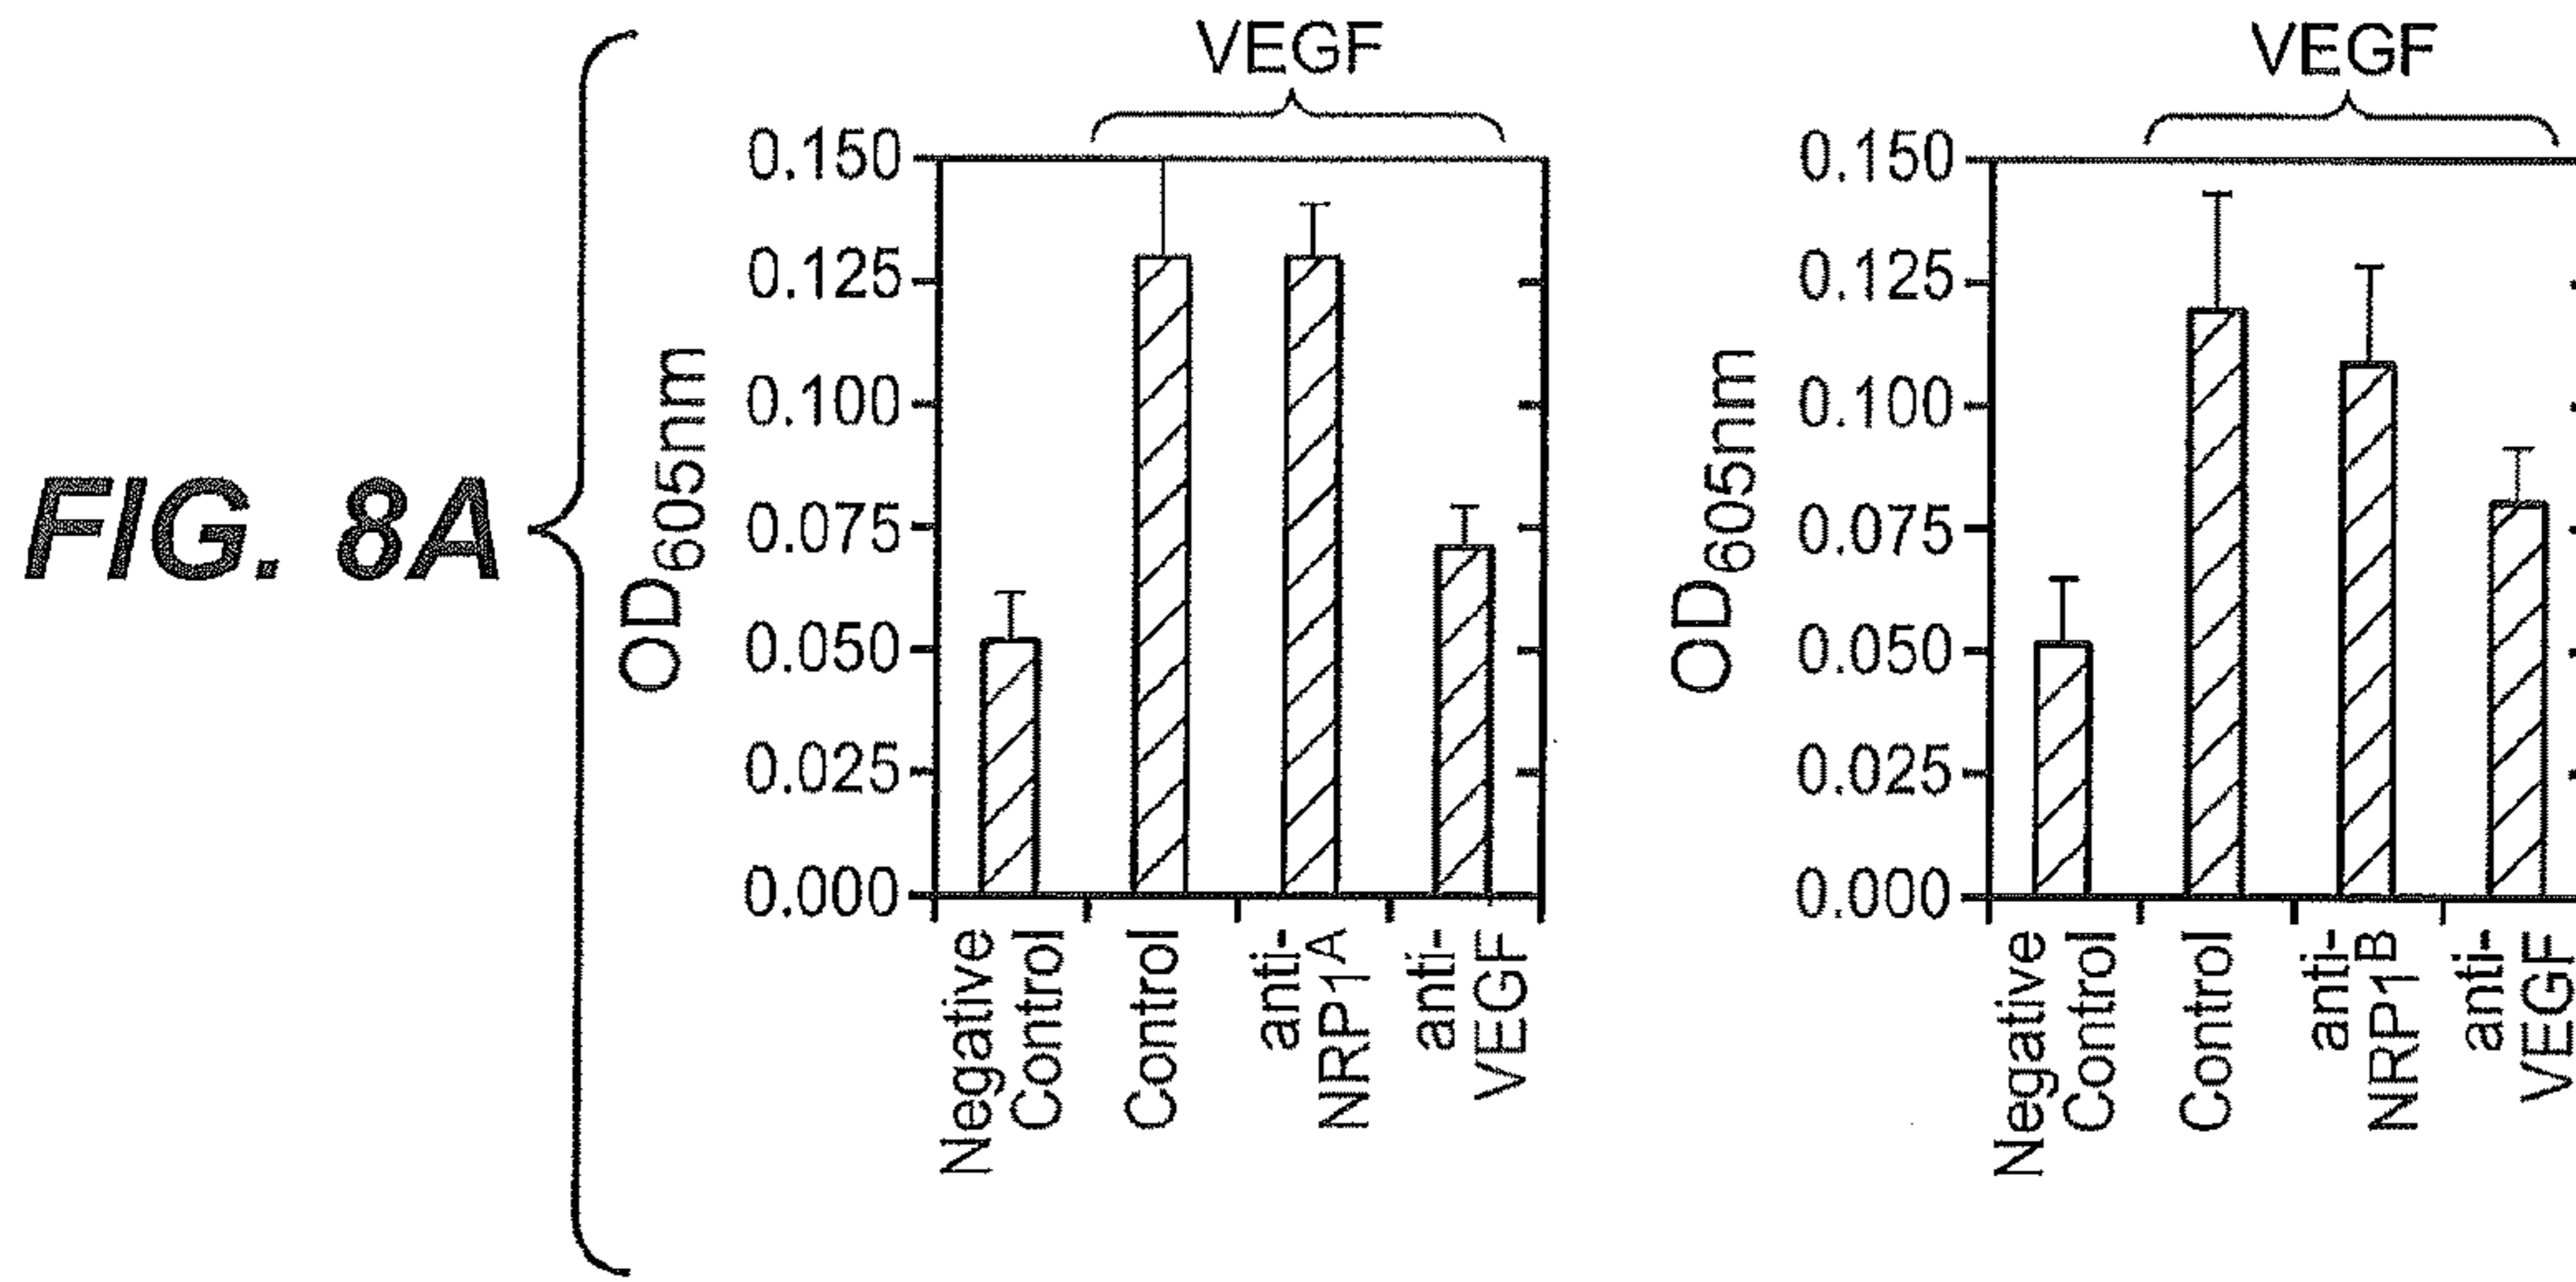 FIG. 8A
VEGF
OD605nm
0.150
0.125
0.100
0.075
0.050
0.025
0.000
Negative
Control
Control
anti-
NRP1A
anti-
VEGF
VEGF
OD605nm
0.150
0.125
0.100
0.075
0.050
0.025
0.000
Negative
Control
Control
anti-
NRP1B
anti-
VEGF